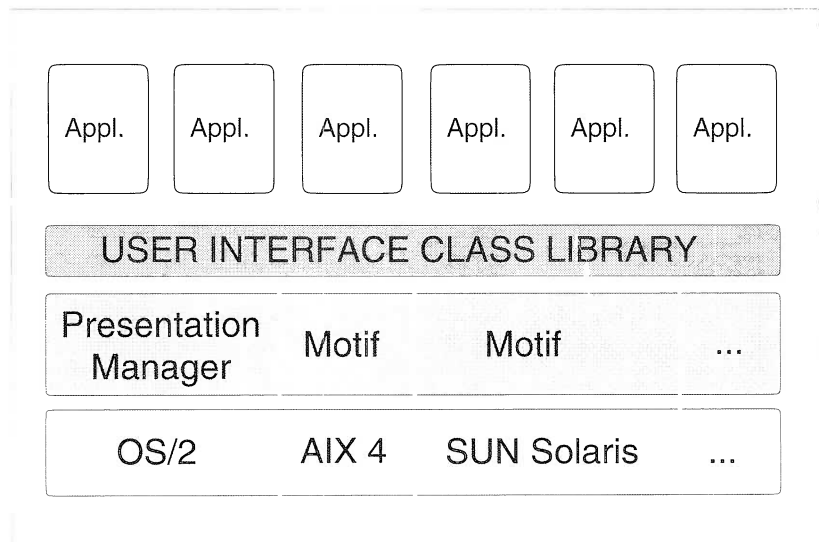 Appl. Appl. Appl. Appl. Appl. Appl.
USER INTERFACE CLASS LIBRARY
Presentation
Manager
Motif
Motif
...
OS/2 AIX 4 SUN Solaris ...